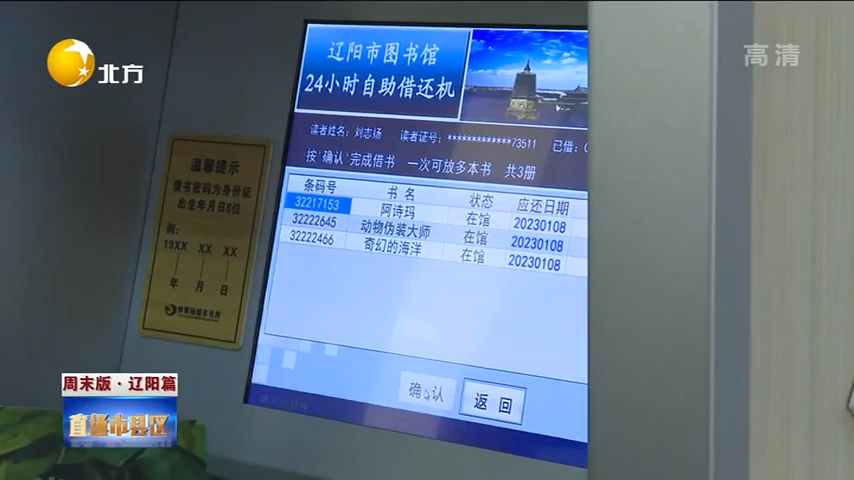 北方
高清
辽阳市图书馆
24小时自助借还机
读者姓名: 刘志扬 读者证号: *************73511 已借:
按'确认'完成借书 一次可放多本书 共3册
条码号 书名 状态 应还日期
32217153 阿诗玛 在馆 20230108
32222645 动物伪装大师 在馆 20230108
32222466 奇幻的海洋 在馆 20230108
确认 返回
温馨提示
借书密码为身份证
出生年月日8位
例:
19XX XX XX
年 月 日
周末版·辽阳篇
直播市县区